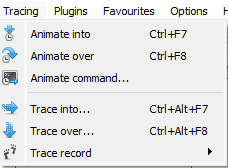 Tracing Plugins Favourites Options
Animate into Ctrl+F7
Animate over Ctrl+F8
Animate command...
Trace into... Ctrl+Alt+F7
Trace over... Ctrl+Alt+F8
Trace record